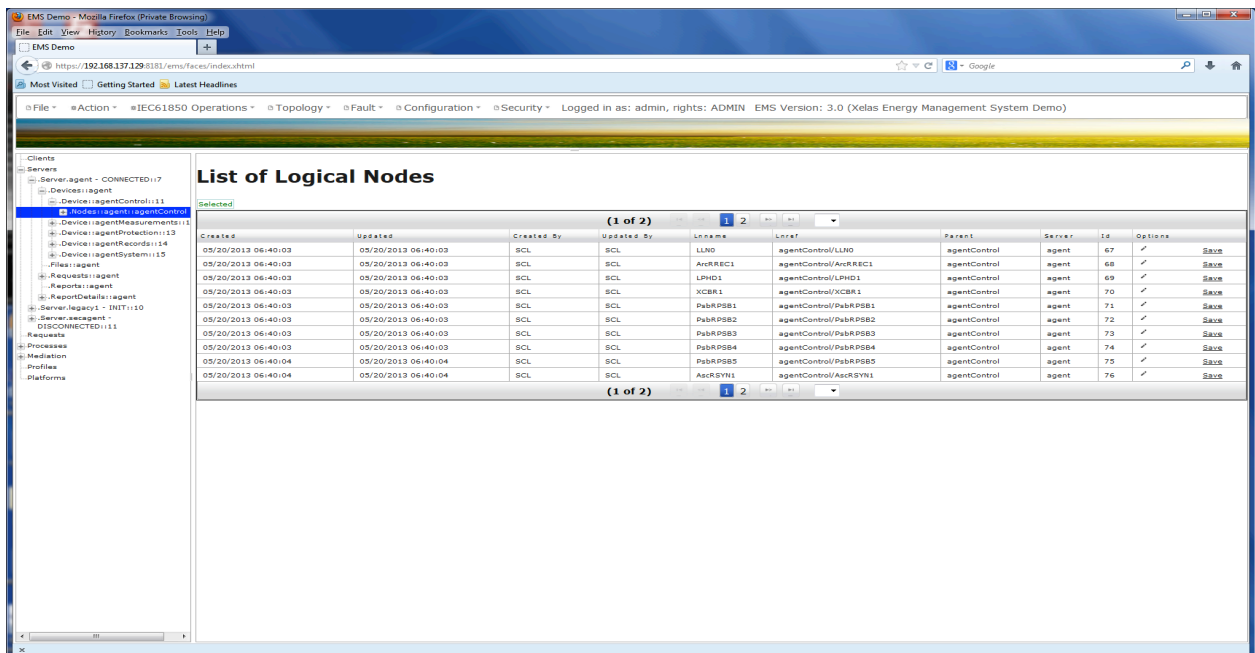 EMS Demo - Mozilla Firefox (Private Browsing)
File Edit View History Bookmarks Tools Help
EMS Demo
https://192.168.137.129:8181/ems/faces/index.xhtml
Google
Most Visited Getting Started Latest Headlines
File Action IEC61850 Operations Topology Fault Configuration Security Logged in as: admin, rights: ADMIN EMS Version: 3.0 (Xelas Energy Management System Demo)
Clients
Servers
.Server.agent - CONNECTED::7
.Devices::agent
.Device::agentControl::11
.Nodes::agent::agentControl
.Device::agentMeasurements::1
.Device::agentProtection::13
.Device::agentRecords::14
.Device::agentSystem::15
.Files::agent
.Requests::agent
.Reports::agent
.ReportDetails::agent
.Server.legacy1 - INIT::10
.Server.secagent -
DISCONNECTED::11
Requests
Processes
Mediation
Profiles
Platforms
List of Logical Nodes
Selected
(1 of 2) 1 2
Created Updated Created By Updated By Lnname Lnref Parent Server Id Options
05/20/2013 06:40:03 05/20/2013 06:40:03 SCL SCL LLN0 agentControl/LLN0 agentControl agent 67 Save
05/20/2013 06:40:03 05/20/2013 06:40:03 SCL SCL ArcRREC1 agentControl/ArcRREC1 agentControl agent 68 Save
05/20/2013 06:40:03 05/20/2013 06:40:03 SCL SCL LPHD1 agentControl/LPHD1 agentControl agent 69 Save
05/20/2013 06:40:03 05/20/2013 06:40:03 SCL SCL XCBR1 agentControl/XCBR1 agentControl agent 70 Save
05/20/2013 06:40:03 05/20/2013 06:40:03 SCL SCL PsbRPSB1 agentControl/PsbRPSB1 agentControl agent 71 Save
05/20/2013 06:40:03 05/20/2013 06:40:03 SCL SCL PsbRPSB2 agentControl/PsbRPSB2 agentControl agent 72 Save
05/20/2013 06:40:03 05/20/2013 06:40:03 SCL SCL PsbRPSB3 agentControl/PsbRPSB3 agentControl agent 73 Save
05/20/2013 06:40:03 05/20/2013 06:40:03 SCL SCL PsbRPSB4 agentControl/PsbRPSB4 agentControl agent 74 Save
05/20/2013 06:40:04 05/20/2013 06:40:04 SCL SCL PsbRPSB5 agentControl/PsbRPSB5 agentControl agent 75 Save
05/20/2013 06:40:04 05/20/2013 06:40:04 SCL SCL AscRSYN1 agentControl/AscRSYN1 agentControl agent 76 Save
(1 of 2) 1 2